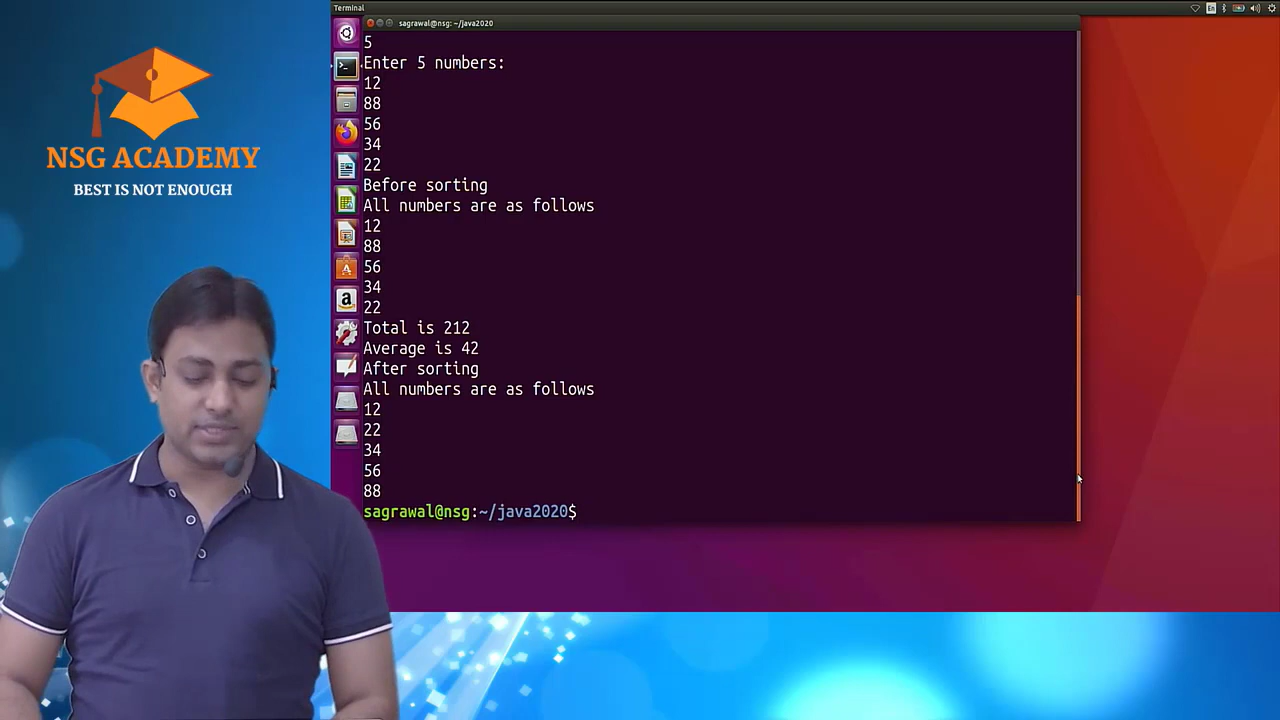 NSG ACADEMY
BEST IS NOT ENOUGH
Terminal
En
sagrawal@nsg: ~/java2020
5
Enter 5 numbers:
12
88
56
34
22
Before sorting
All numbers are as follows
12
88
56
34
22
Total is 212
Average is 42
After sorting
All numbers are as follows
12
22
34
56
88
sagrawal@nsg:~/java2020$